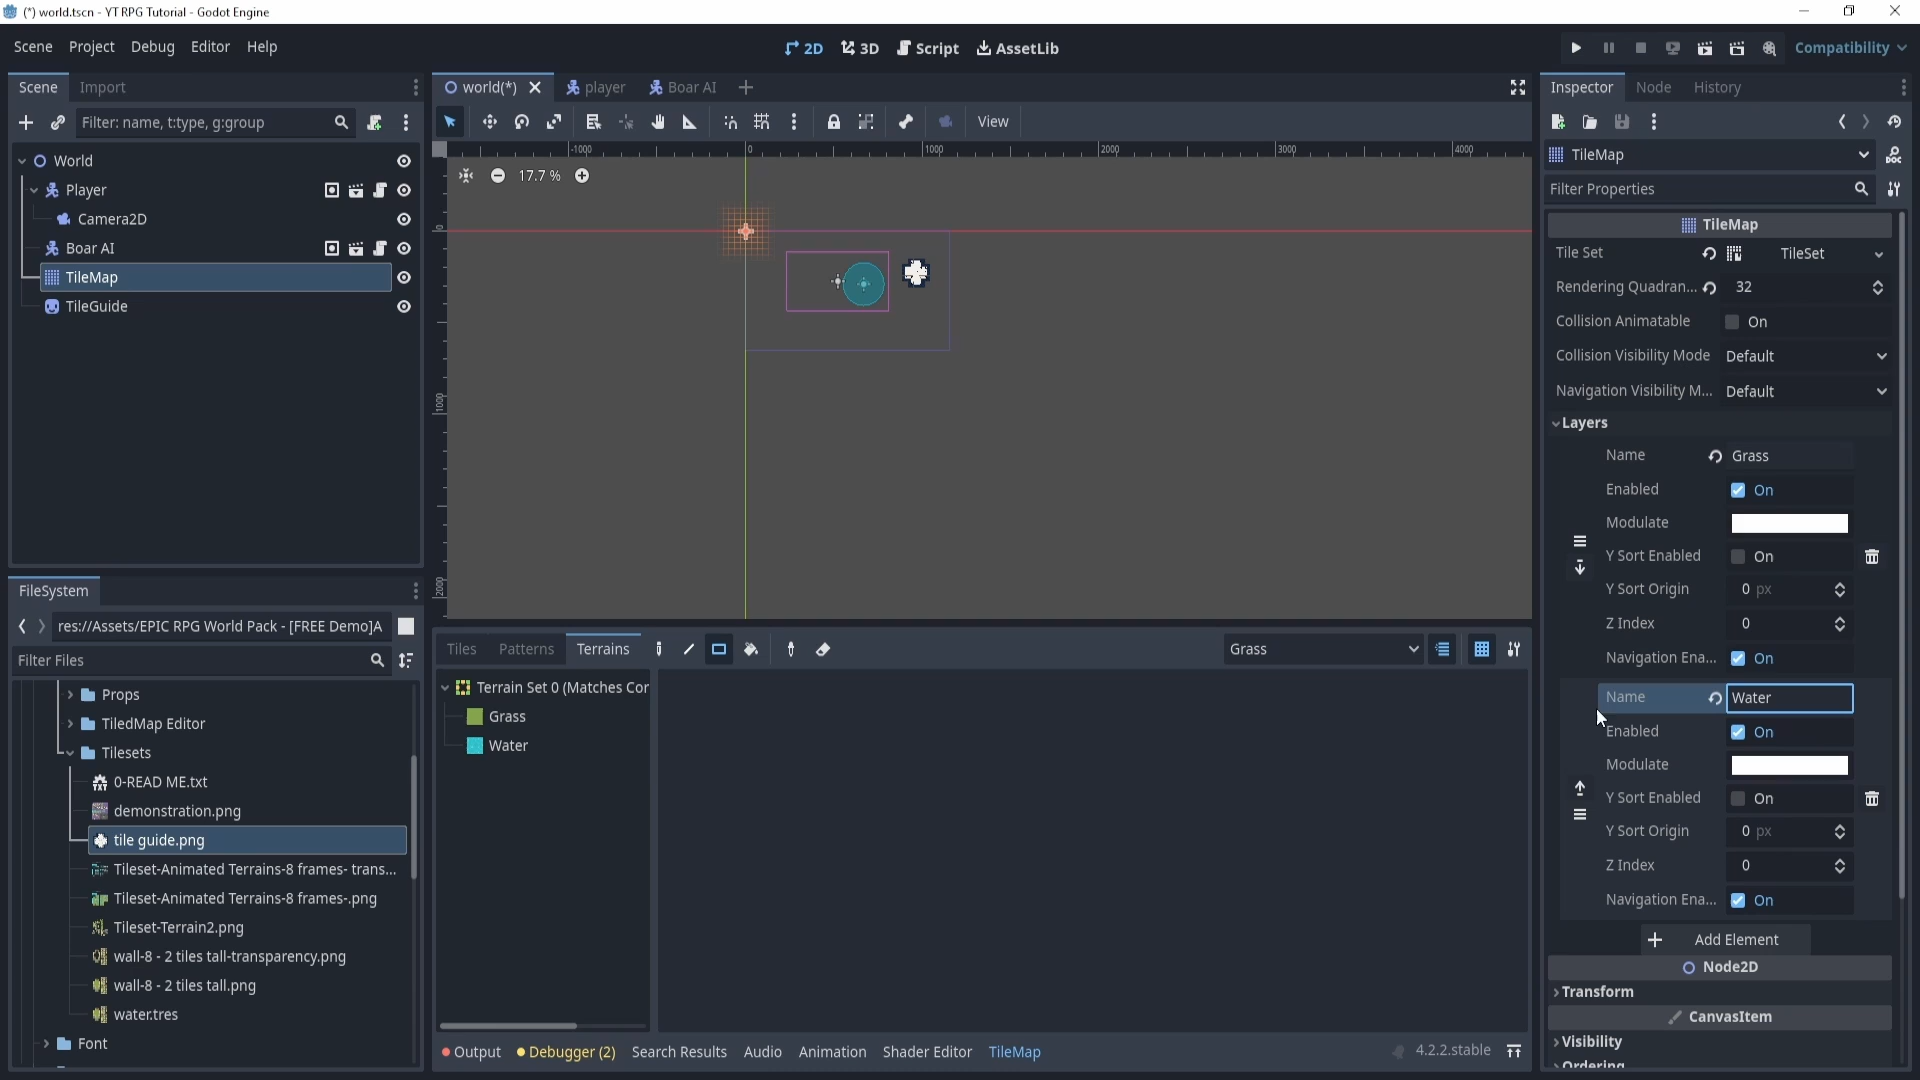 (*) world.tscn - YT RPG Tutorial - Godot Engine
Scene Project Debug Editor Help
2D 3D Script AssetLib
Compatibility
Scene Import
world(*) player Boar AI
Inspector Node History
Filter: name, t:type, g:group
View
World
Player
Camera2D
Boar AI
TileMap
TileGuide
-1000 0 1000 2000 3000 4000
17.7 %
0
1000
2000
TileMap
Filter Properties
TileMap
Tile Set TileSet
Rendering Quadran... 32
Collision Animatable On
Collision Visibility Mode Default
Navigation Visibility M... Default
Layers
Name Grass
Enabled On
Modulate
Y Sort Enabled On
Y Sort Origin 0 px
Z Index 0
Navigation Ena... On
Name Water
Enabled On
Modulate
Y Sort Enabled On
Y Sort Origin 0 px
Z Index 0
Navigation Ena... On
Add Element
Node2D
Transform
CanvasItem
Visibility
Ordering
FileSystem
res://Assets/EPIC RPG World Pack - [FREE Demo]A
Filter Files
Props
TiledMap Editor
Tilesets
0-READ ME.txt
demonstration.png
tile guide.png
Tileset-Animated Terrains-8 frames- trans...
Tileset-Animated Terrains-8 frames-.png
Tileset-Terrain2.png
wall-8 - 2 tiles tall-transparency.png
wall-8 - 2 tiles tall.png
water.tres
Font
Tiles Patterns Terrains
Grass
Terrain Set 0 (Matches Cor
Grass
Water
Output Debugger (2) Search Results Audio Animation Shader Editor TileMap
4.2.2.stable